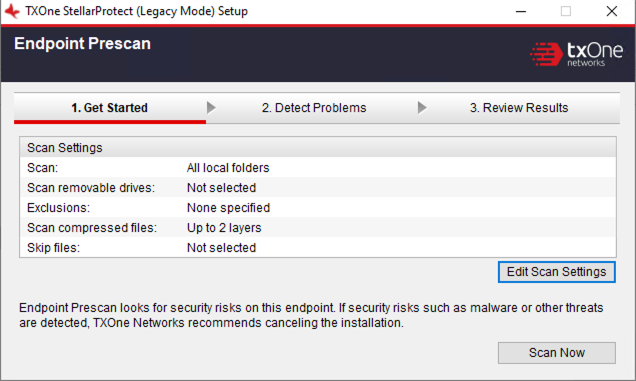 TXOne StellarProtect (Legacy Mode) Setup
Endpoint Prescan
txOne
networks
1. Get Started 2. Detect Problems 3. Review Results
Scan Settings
Scan: All local folders
Scan removable drives: Not selected
Exclusions: None specified
Scan compressed files: Up to 2 layers
Skip files: Not selected
Edit Scan Settings
Endpoint Prescan looks for security risks on this endpoint. If security risks such as malware or other threats
are detected, TXOne Networks recommends canceling the installation.
Scan Now